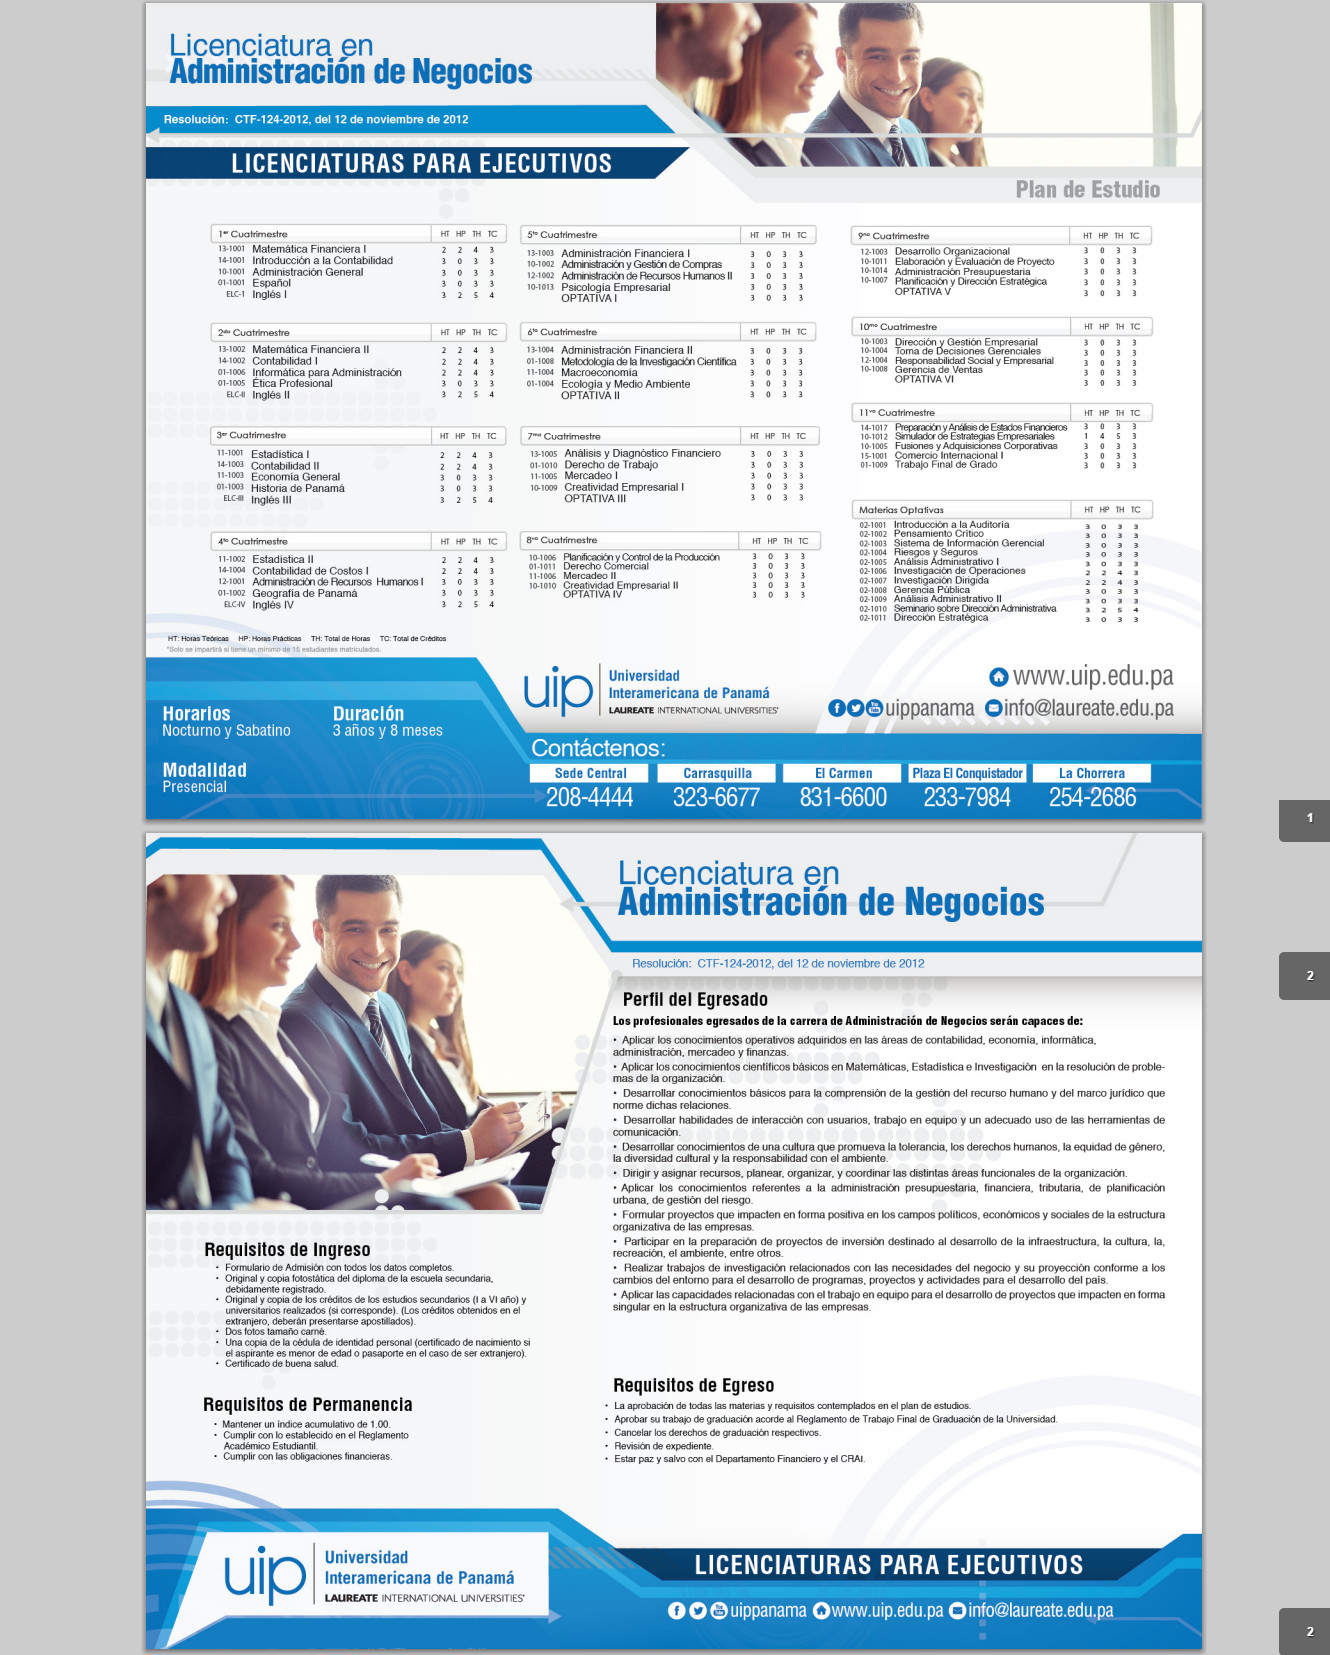 Licenciatura en
Administración de Negocios
Resolución: CTF-124-2012, del 12 de noviembre de 2012
LICENCIATURAS PARA EJECUTIVOS
Plan de Estudio
1er Cuatrimestre HT HP TH TC
13-1001 Matemática Financiera I 2 2 4 3
14-1001 Introducción a la Contabilidad 3 0 3 3
10-1001 Administración General 3 0 3 3
01-1001 Español 3 0 3 3
ELC-1 Inglés I 3 2 5 4
2do Cuatrimestre HT HP TH TC
13-1002 Matemática Financiera II 2 2 4 3
14-1002 Contabilidad I 2 2 4 3
01-1006 Informática para Administración 2 2 4 3
01-1005 Ética Profesional 3 0 3 3
ELC-II Inglés II 3 2 5 4
3er Cuatrimestre HT HP TH TC
11-1001 Estadística I 2 2 4 3
14-1003 Contabilidad II 2 2 4 3
11-1003 Economía General 3 0 3 3
01-1003 Historia de Panamá 3 0 3 3
ELC-III Inglés III 3 2 5 4
4to Cuatrimestre HT HP TH TC
11-1002 Estadística II 2 2 4 3
14-1004 Contabilidad de Costos I 2 2 4 3
12-1001 Administración de Recursos Humanos I 3 0 3 3
01-1002 Geografía de Panamá 3 0 3 3
ELC-IV Inglés IV 3 2 5 4
5to Cuatrimestre HT HP TH TC
13-1003 Administración Financiera I 3 0 3 3
10-1002 Administración y Gestión de Compras 3 0 3 3
12-1002 Administración de Recursos Humanos II 3 0 3 3
10-1013 Psicología Empresarial 3 0 3 3
OPTATIVA I 3 0 3 3
6to Cuatrimestre HT HP TH TC
13-1004 Administración Financiera II 3 0 3 3
01-1008 Metodología de la Investigación Científica 3 0 3 3
11-1004 Macroeconomía 3 0 3 3
01-1004 Ecología y Medio Ambiente 3 0 3 3
OPTATIVA II 3 0 3 3
7mo Cuatrimestre HT HP TH TC
13-1005 Análisis y Diagnóstico Financiero 3 0 3 3
01-1010 Derecho de Trabajo 3 0 3 3
11-1005 Mercadeo I 3 0 3 3
10-1009 Creatividad Empresarial I 3 0 3 3
OPTATIVA III 3 0 3 3
8vo Cuatrimestre HT HP TH TC
10-1006 Planificación y Control de la Producción 3 0 3 3
01-1011 Derecho Comercial 3 0 3 3
11-1006 Mercadeo II 3 0 3 3
10-1010 Creatividad Empresarial II 3 0 3 3
OPTATIVA IV 3 0 3 3
9no Cuatrimestre HT HP TH TC
12-1003 Desarrollo Organizacional 3 0 3 3
10-1011 Elaboración y Evaluación de Proyecto 3 0 3 3
10-1014 Administración Presupuestaria 3 0 3 3
10-1007 Planificación y Dirección Estratégica 3 0 3 3
OPTATIVA V 3 0 3 3
10mo Cuatrimestre HT HP TH TC
10-1003 Dirección y Gestión Empresarial 3 0 3 3
10-1004 Toma de Decisiones Gerenciales 3 0 3 3
12-1004 Responsabilidad Social y Empresarial 3 0 3 3
10-1008 Gerencia de Ventas 3 0 3 3
OPTATIVA VI 3 0 3 3
11vo Cuatrimestre HT HP TH TC
14-1017 Preparación y Análisis de Estados Financieros 3 0 3 3
10-1012 Simulador de Estrategias Empresariales 1 4 5 3
10-1005 Fusiones y Adquisiciones Corporativas 3 0 3 3
15-1001 Comercio Internacional I 3 0 3 3
01-1009 Trabajo Final de Grado 3 0 3 3
Materias Optativas HT HP TH TC
02-1001 Introducción a la Auditoría 3 0 3 3
02-1002 Pensamiento Crítico 3 0 3 3
02-1003 Sistema de Información Gerencial 3 0 3 3
02-1004 Riesgos y Seguros 3 0 3 3
02-1005 Análisis Administrativo I 3 0 3 3
02-1006 Investigación de Operaciones 2 2 4 3
02-1007 Investigación Dirigida 2 2 4 3
02-1008 Gerencia Pública 3 0 3 3
02-1009 Análisis Administrativo II 3 0 3 3
02-1010 Seminario sobre Dirección Administrativa 3 2 5 4
02-1011 Dirección Estratégica 3 0 3 3
HT: Horas Teóricas HP: Horas Prácticas TH: Total de Horas TC: Total de Créditos
*Solo se impartirá si tiene un mínimo de 15 estudiantes matriculados.
Horarios
Nocturno y Sabatino
Duración
3 años y 8 meses
Modalidad
Presencial
uip Universidad
Interamericana de Panamá
LAUREATE INTERNATIONAL UNIVERSITIES
www.uip.edu.pa
uippanama info@laureate.edu.pa
Contáctenos:
Sede Central Carrasquilla El Carmen Plaza El Conquistador La Chorrera
208-4444 323-6677 831-6600 233-7984 254-2686
1
Licenciatura en
Administración de Negocios
Resolución: CTF-124-2012, del 12 de noviembre de 2012
2
Perfil del Egresado
Los profesionales egresados de la carrera de Administración de Negocios serán capaces de:
• Aplicar los conocimientos operativos adquiridos en las áreas de contabilidad, economía, informática,
administración, mercadeo y finanzas.
• Aplicar los conocimientos científicos básicos en Matemáticas, Estadística e Investigación en la resolución de proble-
mas de la organización.
• Desarrollar conocimientos básicos para la comprensión de la gestión del recurso humano y del marco jurídico que
norme dichas relaciones.
• Desarrollar habilidades de interacción con usuarios, trabajo en equipo y un adecuado uso de las herramientas de
comunicación.
• Desarrollar conocimientos de una cultura que promueva la tolerancia, los derechos humanos, la equidad de género,
la diversidad cultural y la responsabilidad con el ambiente.
• Dirigir y asignar recursos, planear, organizar, y coordinar las distintas áreas funcionales de la organización.
• Aplicar los conocimientos referentes a la administración presupuestaria, financiera, tributaria, de planificación
urbana, de gestión del riesgo.
• Formular proyectos que impacten en forma positiva en los campos políticos, económicos y sociales de la estructura
organizativa de las empresas.
• Participar en la preparación de proyectos de inversión destinado al desarrollo de la infraestructura, la cultura, la,
recreación, el ambiente, entre otros.
• Realizar trabajos de investigación relacionados con las necesidades del negocio y su proyección conforme a los
cambios del entorno para el desarrollo de programas, proyectos y actividades para el desarrollo del país.
• Aplicar las capacidades relacionadas con el trabajo en equipo para el desarrollo de proyectos que impacten en forma
singular en la estructura organizativa de las empresas.
Requisitos de Ingreso
• Formulario de Admisión con todos los datos completos.
• Original y copia fotostática del diploma de la escuela secundaria,
debidamente registrado.
• Original y copia de los créditos de los estudios secundarios (I a VI año) y
universitarios realizados (si corresponde). (Los créditos obtenidos en el
extranjero, deberán presentarse apostillados).
• Dos fotos tamaño carné.
• Una copia de la cédula de identidad personal (certificado de nacimiento si
el aspirante es menor de edad o pasaporte en el caso de ser extranjero).
• Certificado de buena salud.
Requisitos de Permanencia
• Mantener un índice acumulativo de 1.00.
• Cumplir con lo establecido en el Reglamento
Académico Estudiantil.
• Cumplir con las obligaciones financieras.
Requisitos de Egreso
• La aprobación de todas las materias y requisitos contemplados en el plan de estudios.
• Aprobar su trabajo de graduación acorde al Reglamento de Trabajo Final de Graduación de la Universidad.
• Cancelar los derechos de graduación respectivos.
• Revisión de expediente.
• Estar paz y salvo con el Departamento Financiero y el CRAI.
uip Universidad
Interamericana de Panamá
LAUREATE INTERNATIONAL UNIVERSITIES
LICENCIATURAS PARA EJECUTIVOS
uippanama www.uip.edu.pa info@laureate.edu.pa
2